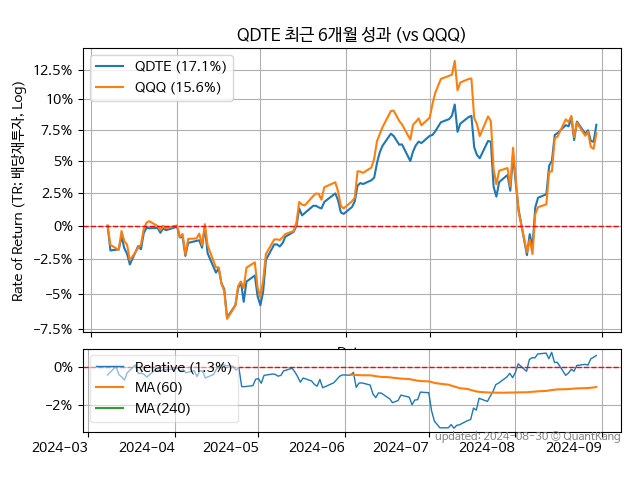 QDTE 최근 6개월 성과 (vs QQQ)
QDTE (17.1%)
QQQ (15.6%)
12.5%
10%
7.5%
5%
2.5%
0%
−2.5%
−5%
−7.5%
Rate of Return (TR: 배당재투자, Log)
Relative (1.3%)
MA(60)
MA(240)
0%
−2%
updated: 2024-08-30 © QuantKang
2024−03 2024−04 2024−05 2024−06 2024−07 2024−08 2024−09